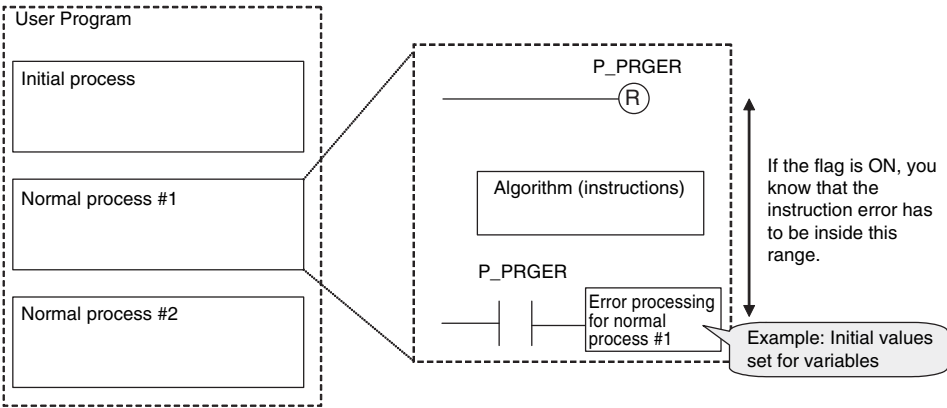 User Program
Initial process
Normal process #1
Normal process #2
P_PRGER
R
Algorithm (instructions)
P_PRGER
Error processing
for normal
process #1
If the flag is ON, you
know that the
instruction error has
to be inside this
range.
Example: Initial values
set for variables